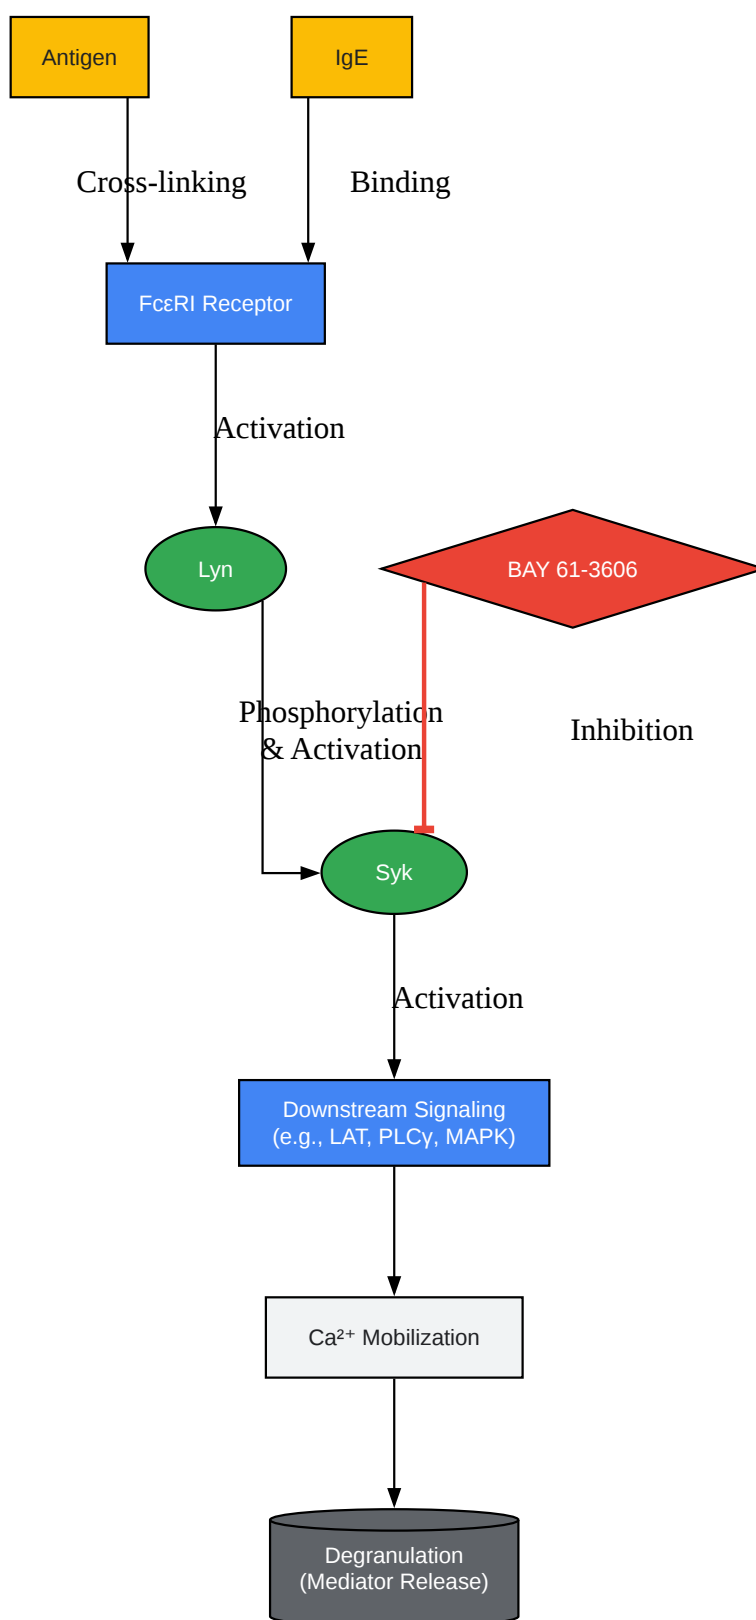 Antigen
IgE
Cross-linking
Binding
FcεRI Receptor
Activation
Lyn
BAY 61-3606
Phosphorylation
& Activation
Inhibition
Syk
Activation
Downstream Signaling
(e.g., LAT, PLCγ, MAPK)
Ca²⁺ Mobilization
Degranulation
(Mediator Release)